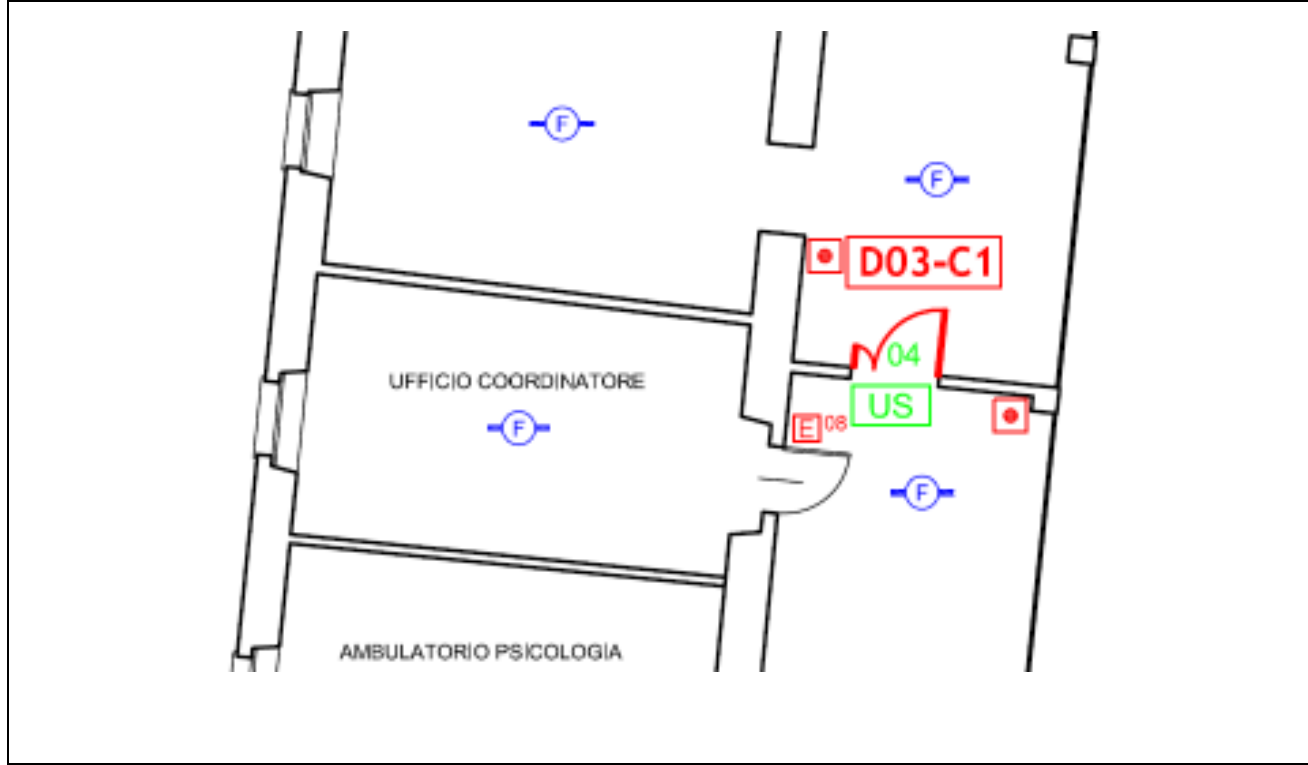 F
F
D03-C1
04
UFFICIO COORDINATORE
US
E 08
F
F
AMBULATORIO PSICOLOGIA